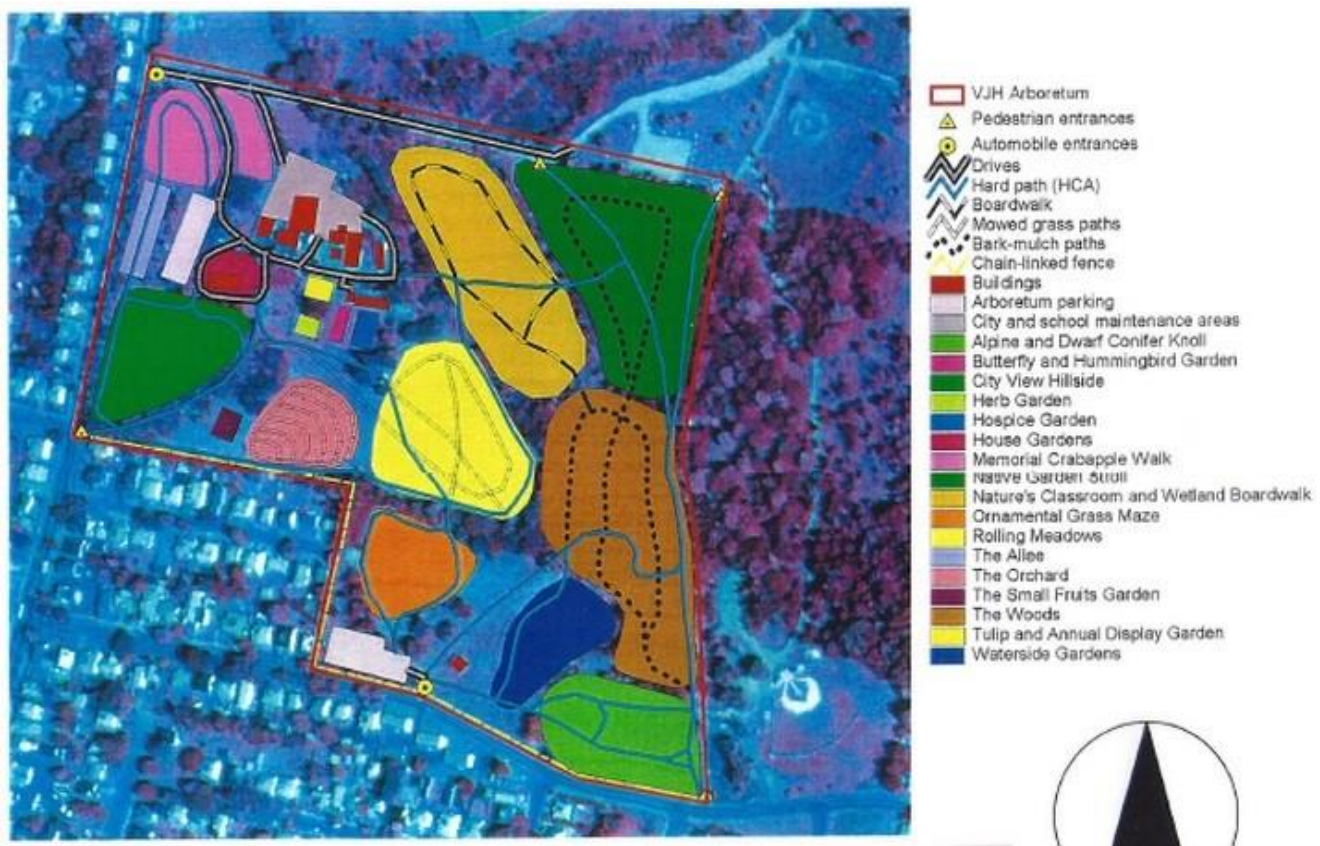 VJH Arboretum
Pedestrian entrances
Automobile entrances
Drives
Hard path (HCA)
Boardwalk
Mowed grass paths
Bark-mulch paths
Chain-linked fence
Buildings
Arboretum parking
City and school maintenance areas
Alpine and Dwarf Conifer Knoll
Butterfly and Hummingbird Garden
City View Hillside
Herb Garden
Hospice Garden
House Gardens
Memorial Crabapple Walk
Native Garden Stroll
Nature's Classroom and Wetland Boardwalk
Ornamental Grass Maze
Rolling Meadows
The Allee
The Orchard
The Small Fruits Garden
The Woods
Tulip and Annual Display Garden
Waterside Gardens